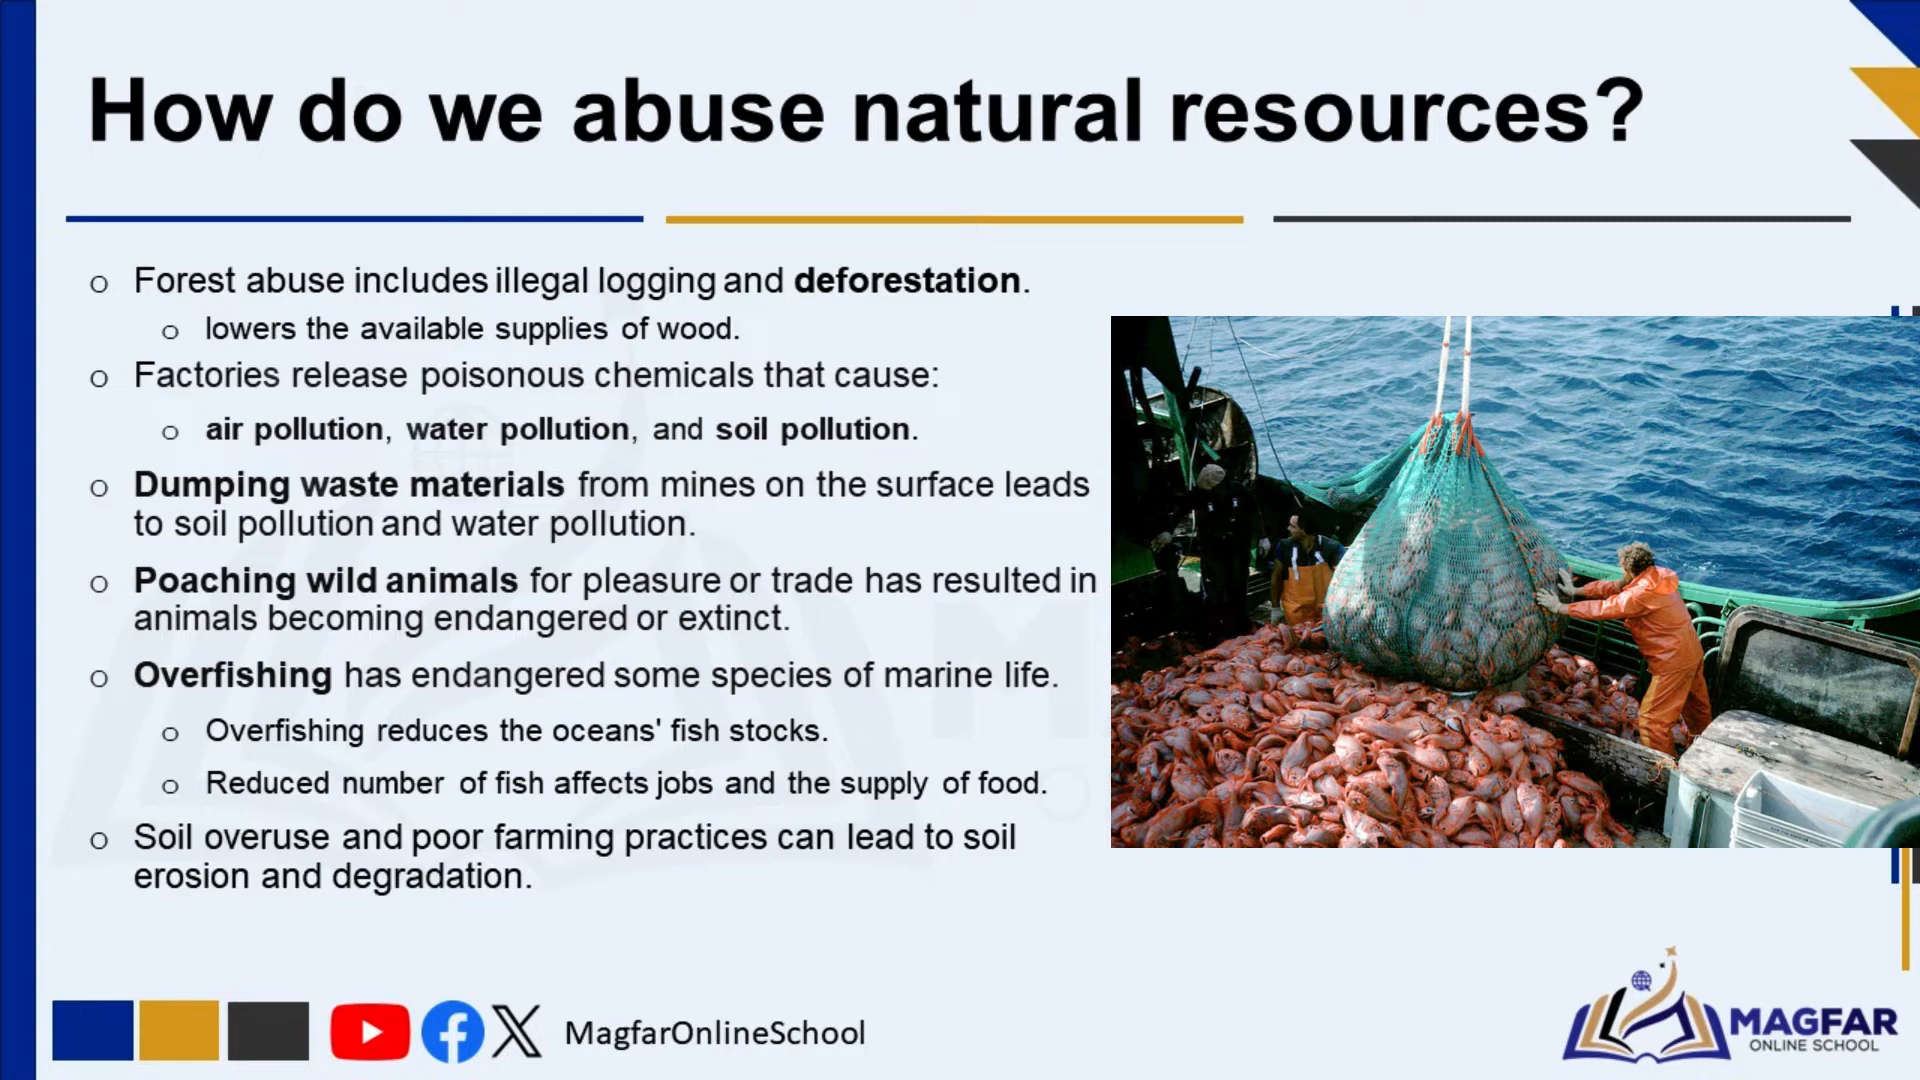 How do we abuse natural resources?
o Forest abuse includes illegal logging and deforestation.
o lowers the available supplies of wood.
o Factories release poisonous chemicals that cause:
o air pollution, water pollution, and soil pollution.
o Dumping waste materials from mines on the surface leads
to soil pollution and water pollution.
o Poaching wild animals for pleasure or trade has resulted in
animals becoming endangered or extinct.
o Overfishing has endangered some species of marine life.
o Overfishing reduces the oceans' fish stocks.
o Reduced number of fish affects jobs and the supply of food.
o Soil overuse and poor farming practices can lead to soil
erosion and degradation.
MagfarOnlineSchool
MAGFAR
ONLINE SCHOOL